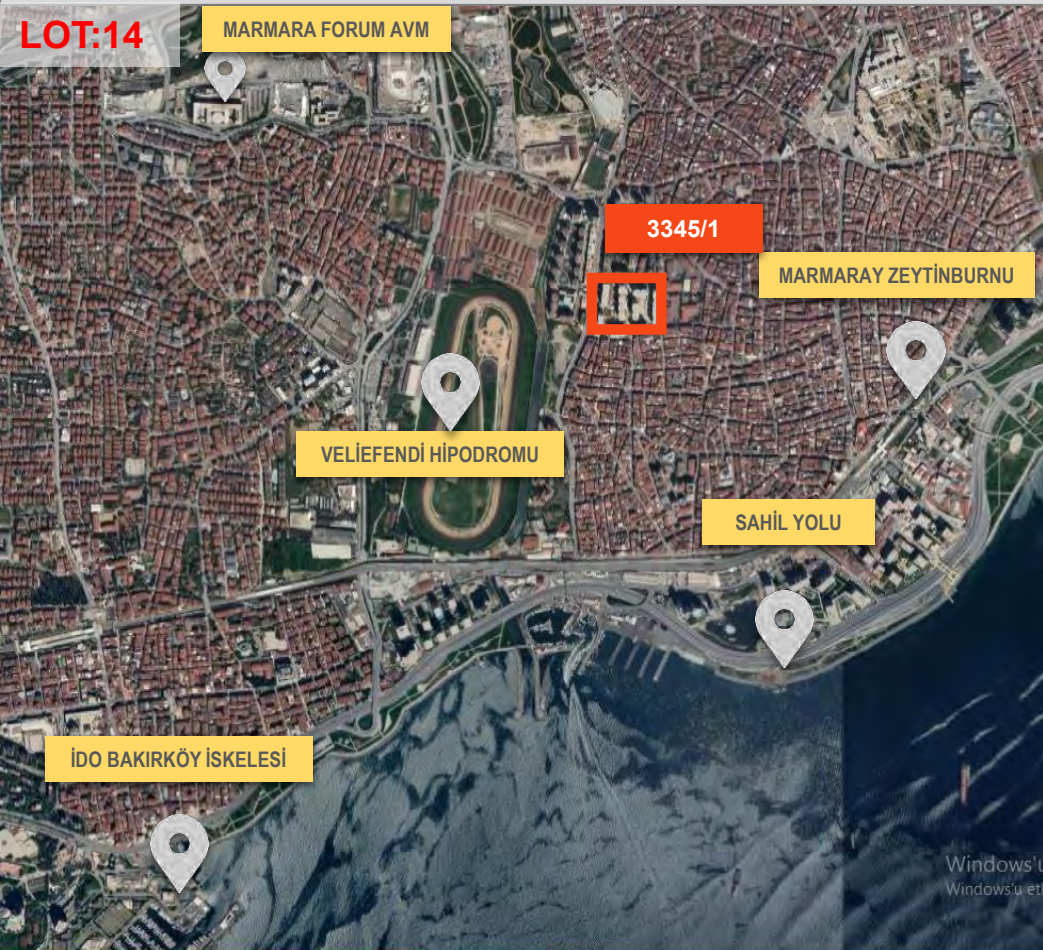 LOT:14
MARMARA FORUM AVM
3345/1
MARMARAY ZEYTİNBURNU
VELİEFENDİ HİPODROMU
SAHİL YOLU
İDO BAKIRKÖY İSKELESİ
Windows'u
Windows'u etk